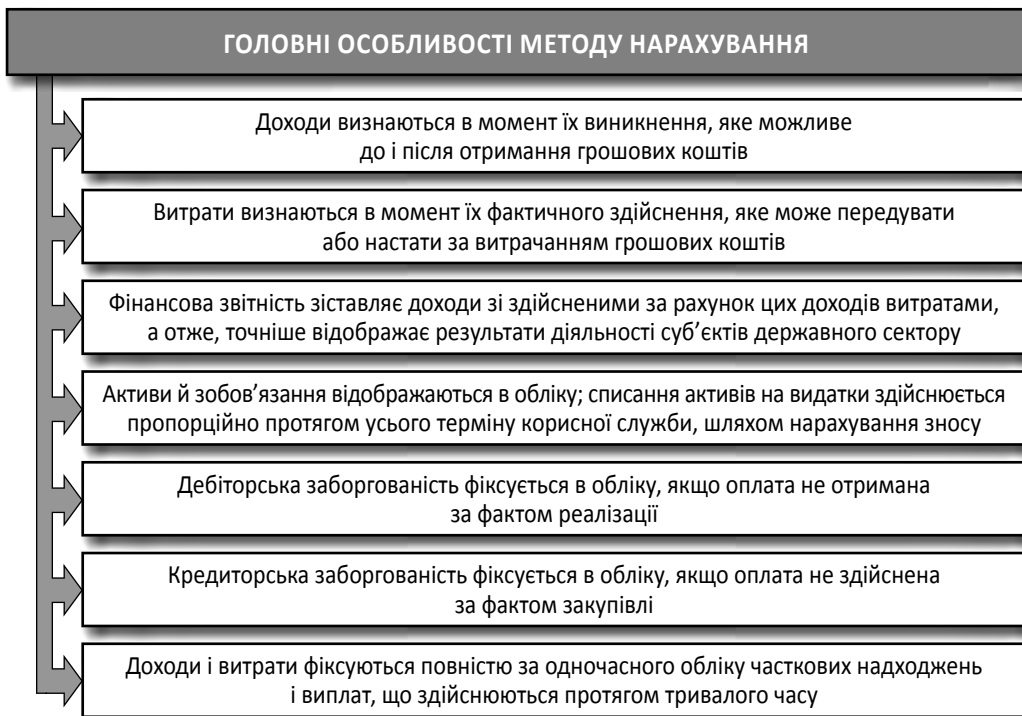 ГОЛОВНІ ОСОБЛИВОСТІ МЕТОДУ НАРАХУВАННЯ
Доходи визнаються в момент їх виникнення, яке можливе
до і після отримання грошових коштів
Витрати визнаються в момент їх фактичного здійснення, яке може передувати
або настати за витрачанням грошових коштів
Фінансова звітність зіставляє доходи зі здійсненими за рахунок цих доходів витратами,
а отже, точніше відображає результати діяльності суб’єктів державного сектору
Активи й зобов’язання відображаються в обліку; списання активів на видатки здійснюється
пропорційно протягом усього терміну корисної служби, шляхом нарахування зносу
Дебіторська заборгованість фіксується в обліку, якщо оплата не отримана
за фактом реалізації
Кредиторська заборгованість фіксується в обліку, якщо оплата не здійснена
за фактом закупівлі
Доходи і витрати фіксуються повністю за одночасного обліку часткових надходжень
і виплат, що здійснюються протягом тривалого часу